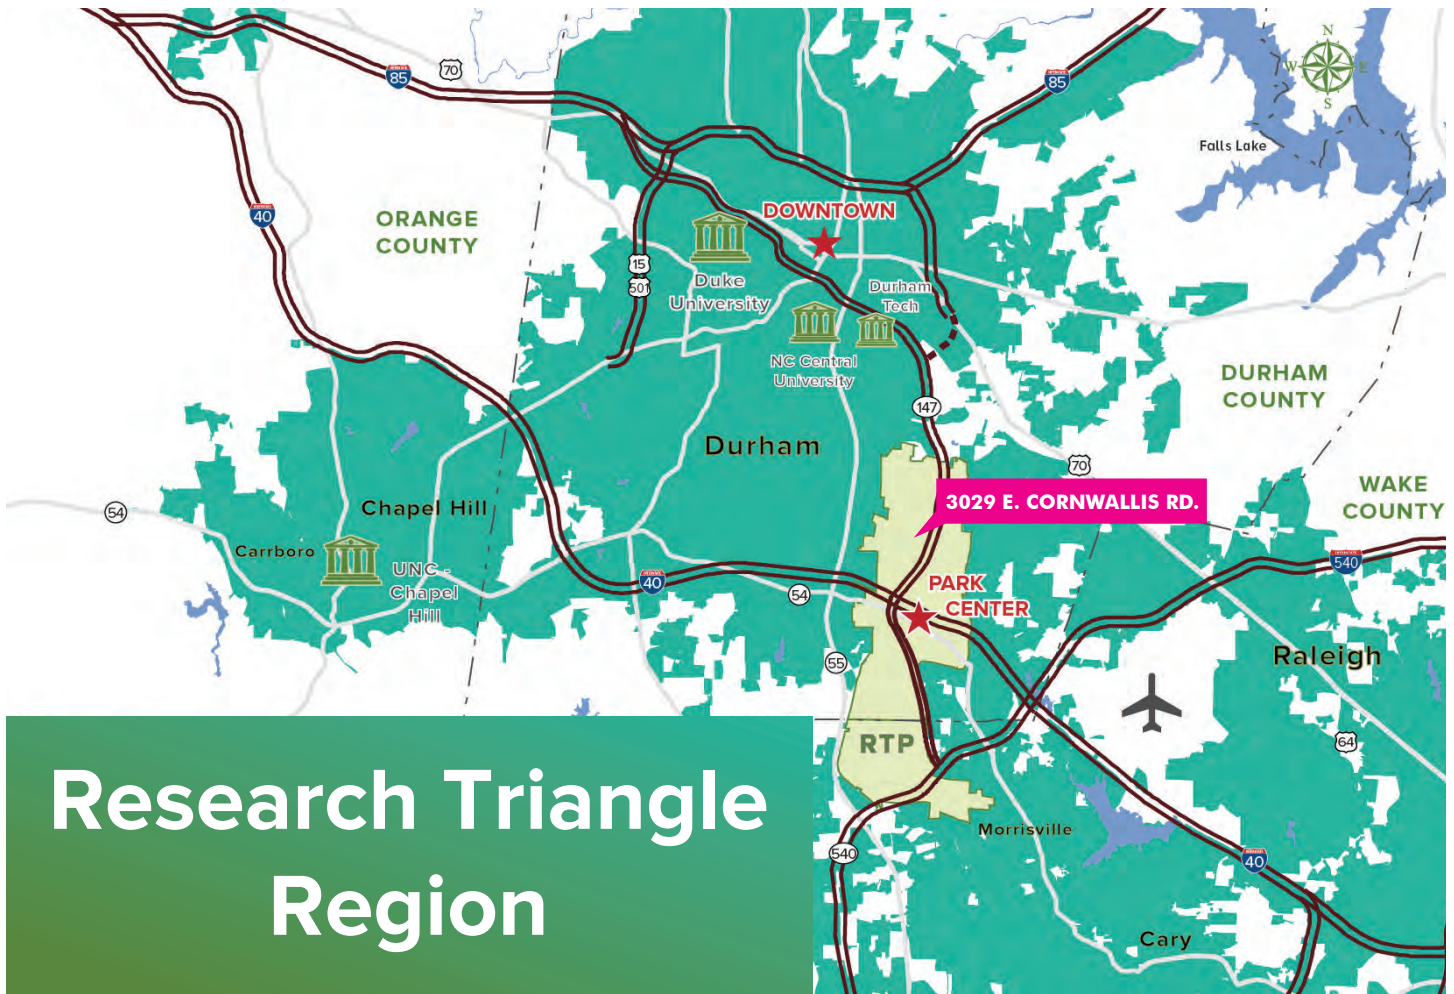 70
85
85
N
W
E
S
Falls Lake
40
ORANGE
COUNTY
DOWNTOWN
15
501
Duke
University
Durham
Tech
NC Central
University
DURHAM
COUNTY
147
Durham
70
WAKE
COUNTY
3029 E. CORNWALLIS RD.
54
Chapel Hill
Carrboro
UNC -
Chapel
Hill
40
54
PARK
CENTER
INTERSTATE
540
55
Raleigh
RTP
64
Morrisville
540
40
Cary
Research Triangle
Region